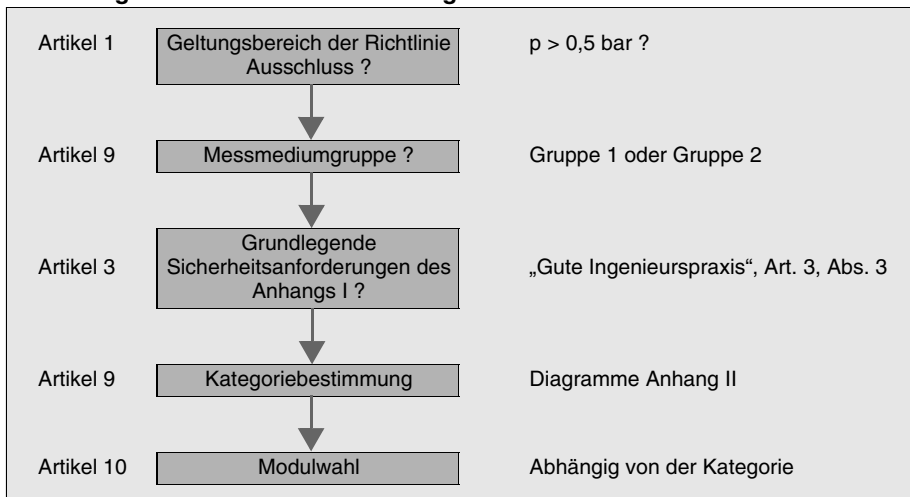 Artikel 1
Geltungsbereich der Richtlinie
Ausschluss ?
p > 0,5 bar ?
Artikel 9
Messmediumgruppe ?
Gruppe 1 oder Gruppe 2
Artikel 3
Grundlegende
Sicherheitsanforderungen des
Anhangs I ?
„Gute Ingenieurspraxis“, Art. 3, Abs. 3
Artikel 9
Kategoriebestimmung
Diagramme Anhang II
Artikel 10
Modulwahl
Abhängig von der Kategorie